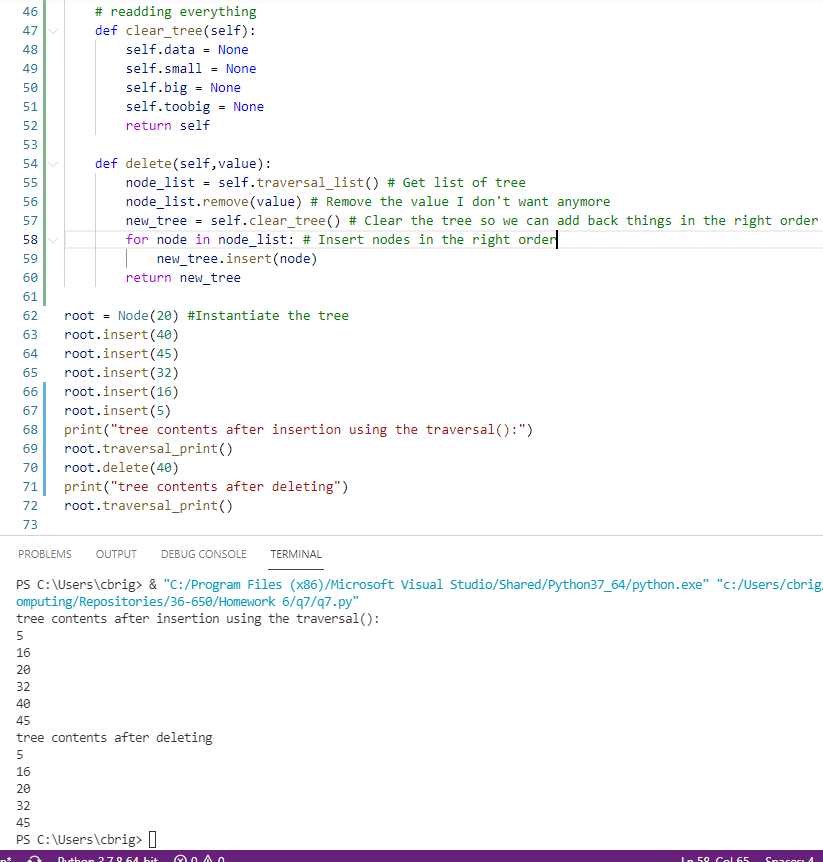 46 # readding everything
47 def clear_tree(self):
48 self.data = None
49 self.small = None
50 self.big = None
51 self.toobig = None
52 return self
53
54 def delete(self,value):
55 node_list = self.traversal_list() # Get list of tree
56 node_list.remove(value) # Remove the value I don't want anymore
57 new_tree = self.clear_tree() # Clear the tree so we can add back things in the right order
58 for node in node_list: # Insert nodes in the right order
59 new_tree.insert(node)
60 return new_tree
61
62 root = Node(20) #Instantiate the tree
63 root.insert(40)
64 root.insert(45)
65 root.insert(32)
66 root.insert(16)
67 root.insert(5)
68 print("tree contents after insertion using the traversal():")
69 root.traversal_print()
70 root.delete(40)
71 print("tree contents after deleting")
72 root.traversal_print()
73
PROBLEMS OUTPUT DEBUG CONSOLE TERMINAL
PS C:\Users\cbrig> & "C:/Program Files (x86)/Microsoft Visual Studio/Shared/Python37_64/python.exe" "c:/Users/cbrig/
omputing/Repositories/36-650/Homework 6/q7/q7.py"
tree contents after insertion using the traversal():
5
16
20
32
40
45
tree contents after deleting
5
16
20
32
45
PS C:\Users\cbrig>
Python 3.7.8 64-bit 0 0 Ln 58, Col 65 Spaces: 4